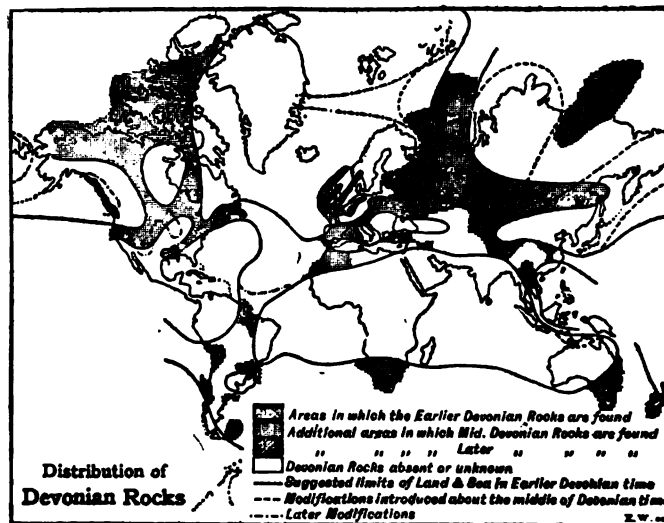 Areas in which the Earlier Devonian Rocks are found
Additional areas in which Mid. Devonian Rocks are found
" " " " Later " " " "
Devonian Rocks absent or unknown
Suggested limits of Land & Sea in Earlier Devonian time
Modifications introduced about the middle of Devonian time
Later Modifications
Distribution of
Devonian Rocks